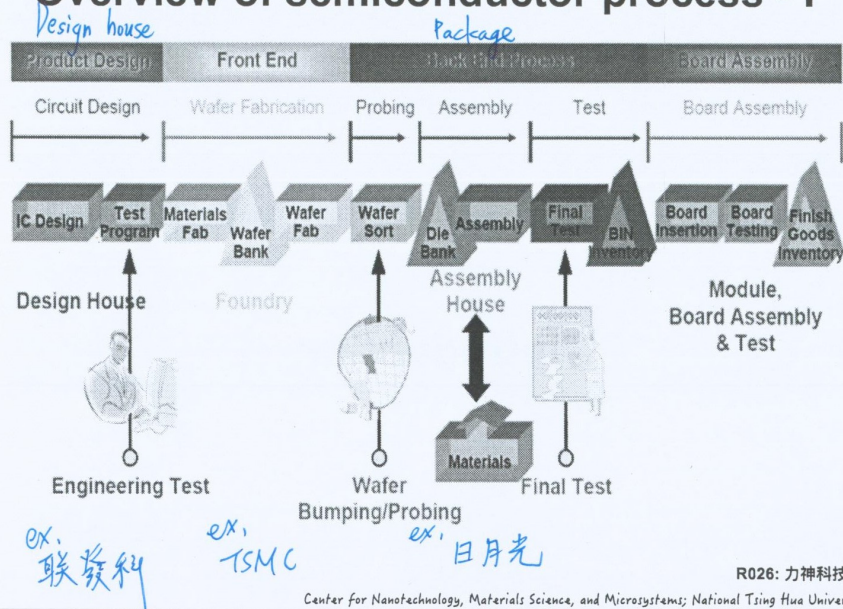 Overview of semiconductor process
Design house
Package
Product Design
Front End
Back End Process
Board Assembly
Circuit Design
Wafer Fabrication
Probing
Assembly
Test
Board Assembly
IC Design
Test
Program
Materials
Fab
Wafer
Bank
Wafer
Fab
Wafer
Sort
Die
Bank
Assembly
Final
Test
BIN
Inventory
Board
Insertion
Board
Testing
Finish
Goods
Inventory
Design House
Foundry
Assembly
House
Module,
Board Assembly
& Test
Materials
Engineering Test
Wafer
Bumping/Probing
Final Test
ex,
联發科
ex,
TSMC
ex,
日月光
R026: 力神科技
Center for Nanotechnology, Materials Science, and Microsystems; National Tsing Hua Univer